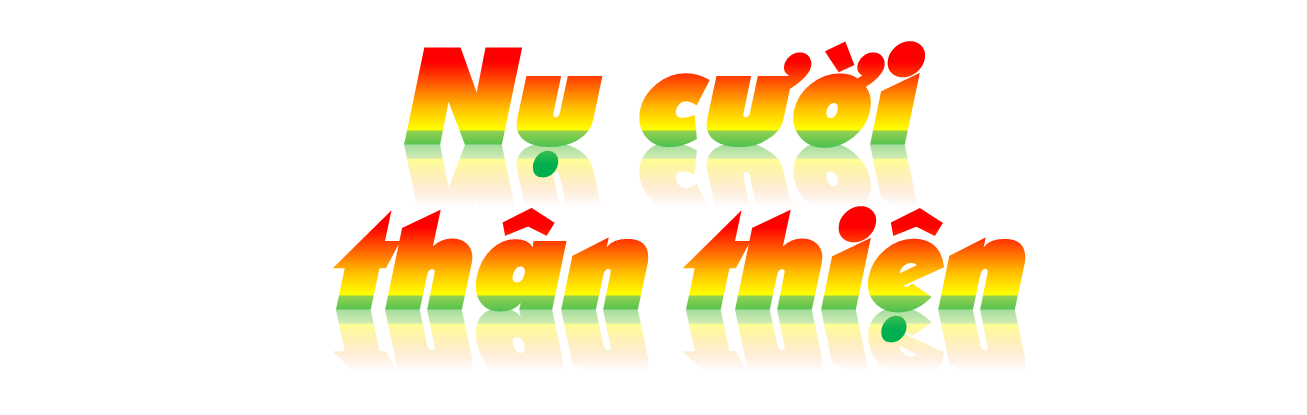 Nụ cười
thân thiện